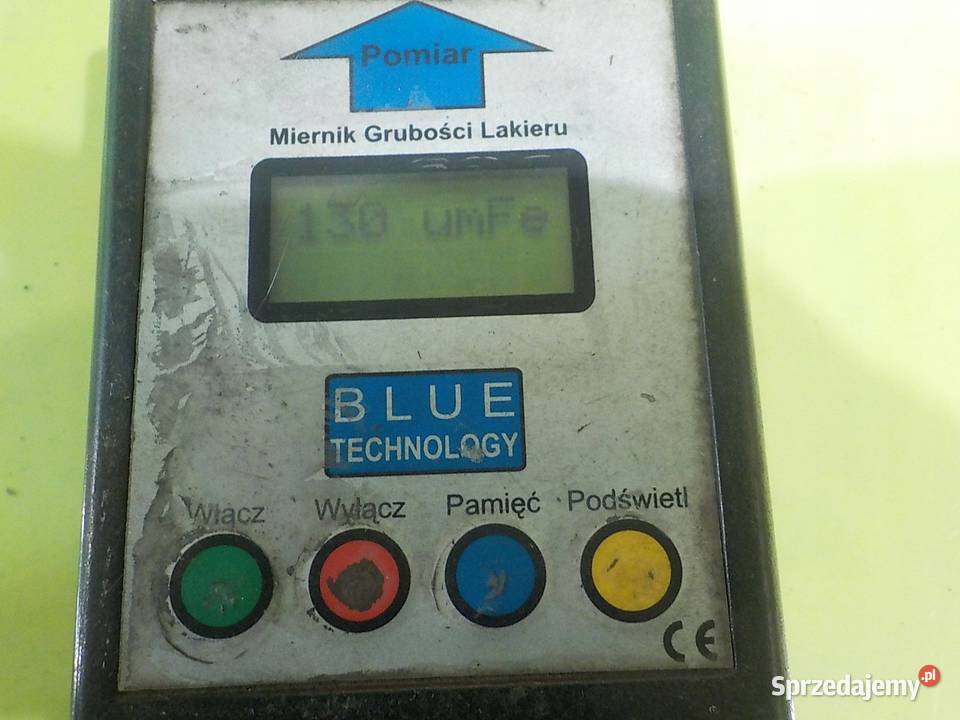 Pomiar
Miernik Grubości Lakieru
130 umFe
BLUE
TECHNOLOGY
Włącz Wyłącz Pamięć Podświetl
CE
Sprzedajemy.pl